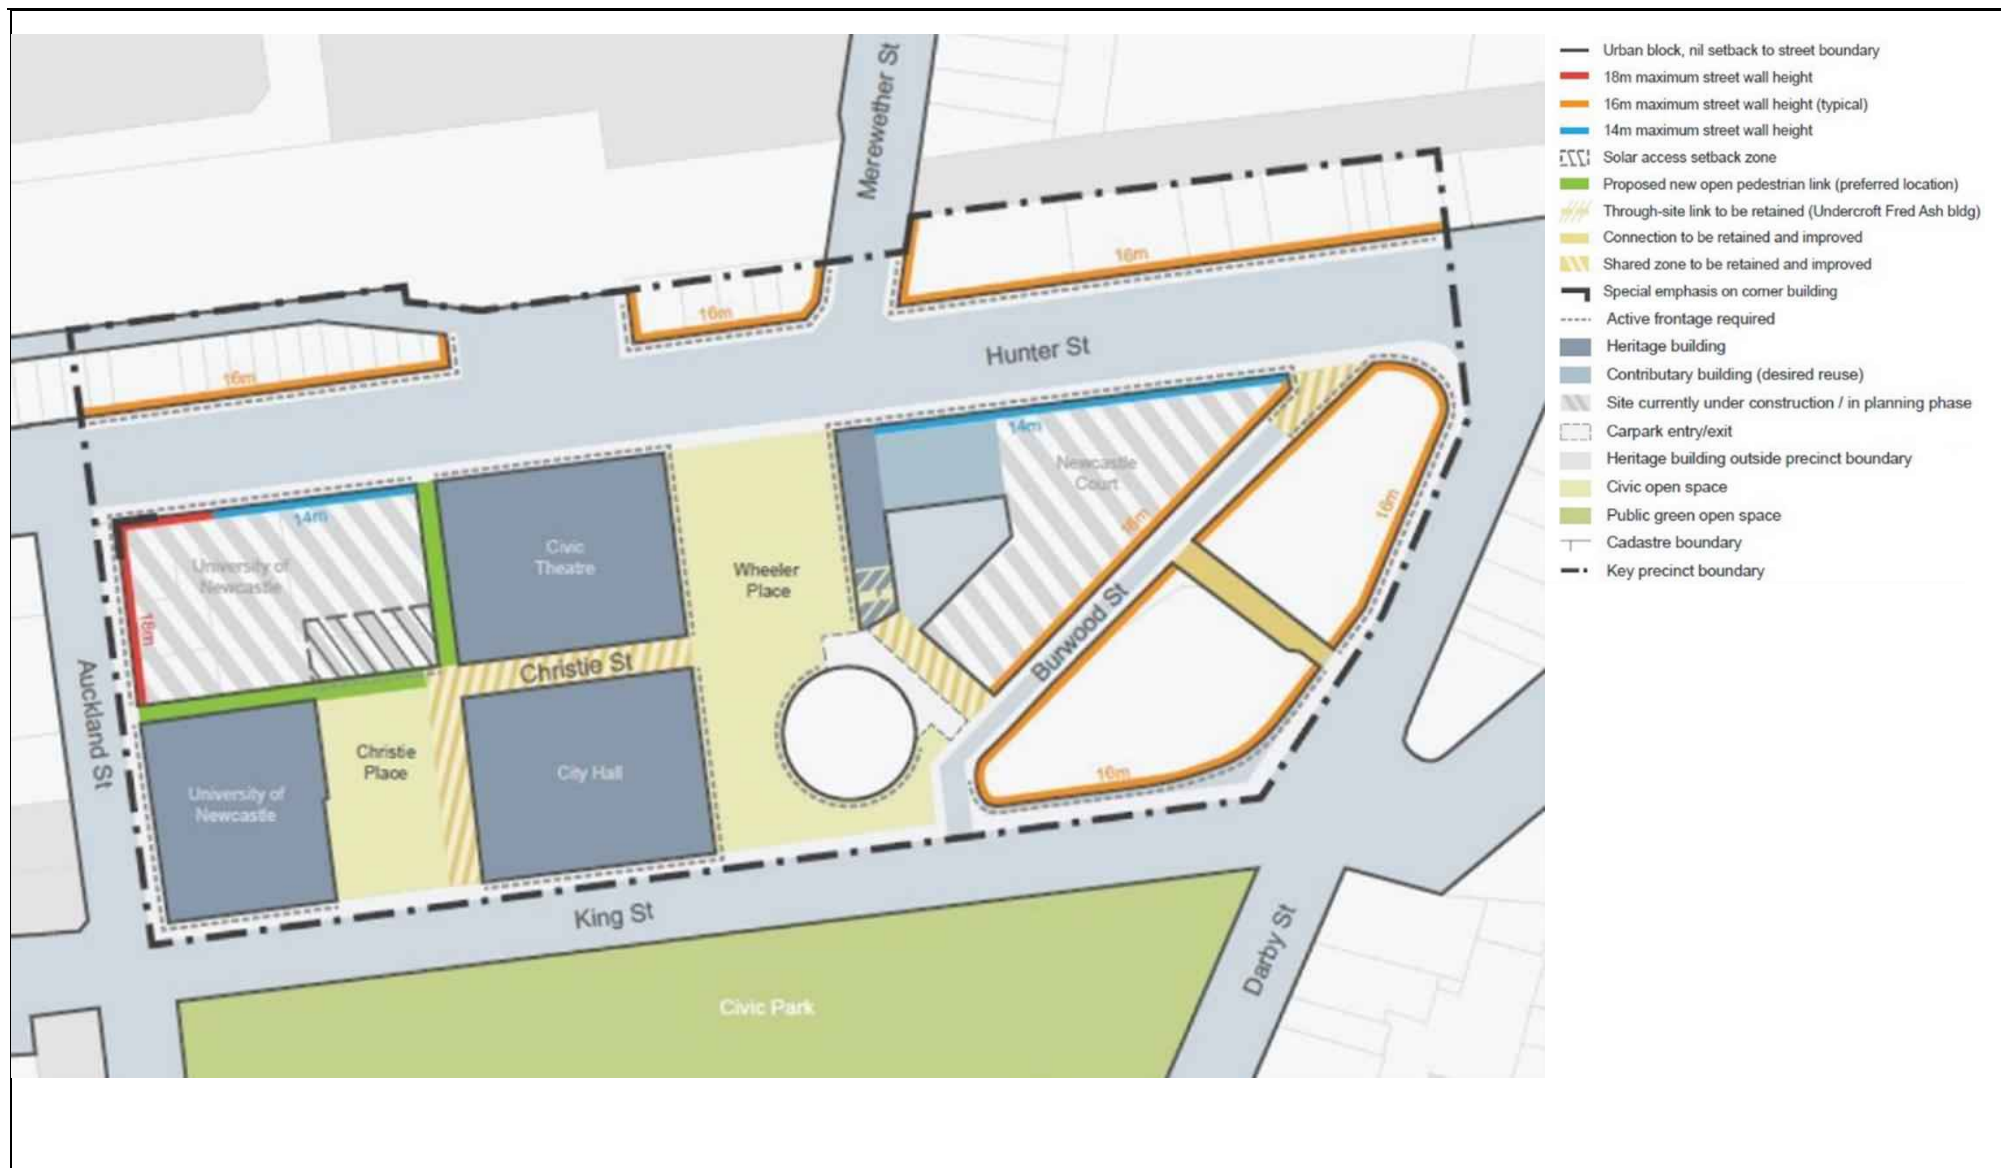 Merewether St
16m
16m
16m
Hunter St
14m
Newcastle
Court
16m
16m
14m
University of
Newcastle
18m
Civic
Theatre
Wheeler
Place
Burwood St
Christie St
Auckland St
Christie
Place
City Hall
16m
University of
Newcastle
King St
Darby St
Civic Park
Urban block, nil setback to street boundary
18m maximum street wall height
16m maximum street wall height (typical)
14m maximum street wall height
Solar access setback zone
Proposed new open pedestrian link (preferred location)
Through-site link to be retained (Undercroft Fred Ash bldg)
Connection to be retained and improved
Shared zone to be retained and improved
Special emphasis on corner building
Active frontage required
Heritage building
Contributary building (desired reuse)
Site currently under construction / in planning phase
Carpark entry/exit
Heritage building outside precinct boundary
Civic open space
Public green open space
Cadastre boundary
Key precinct boundary